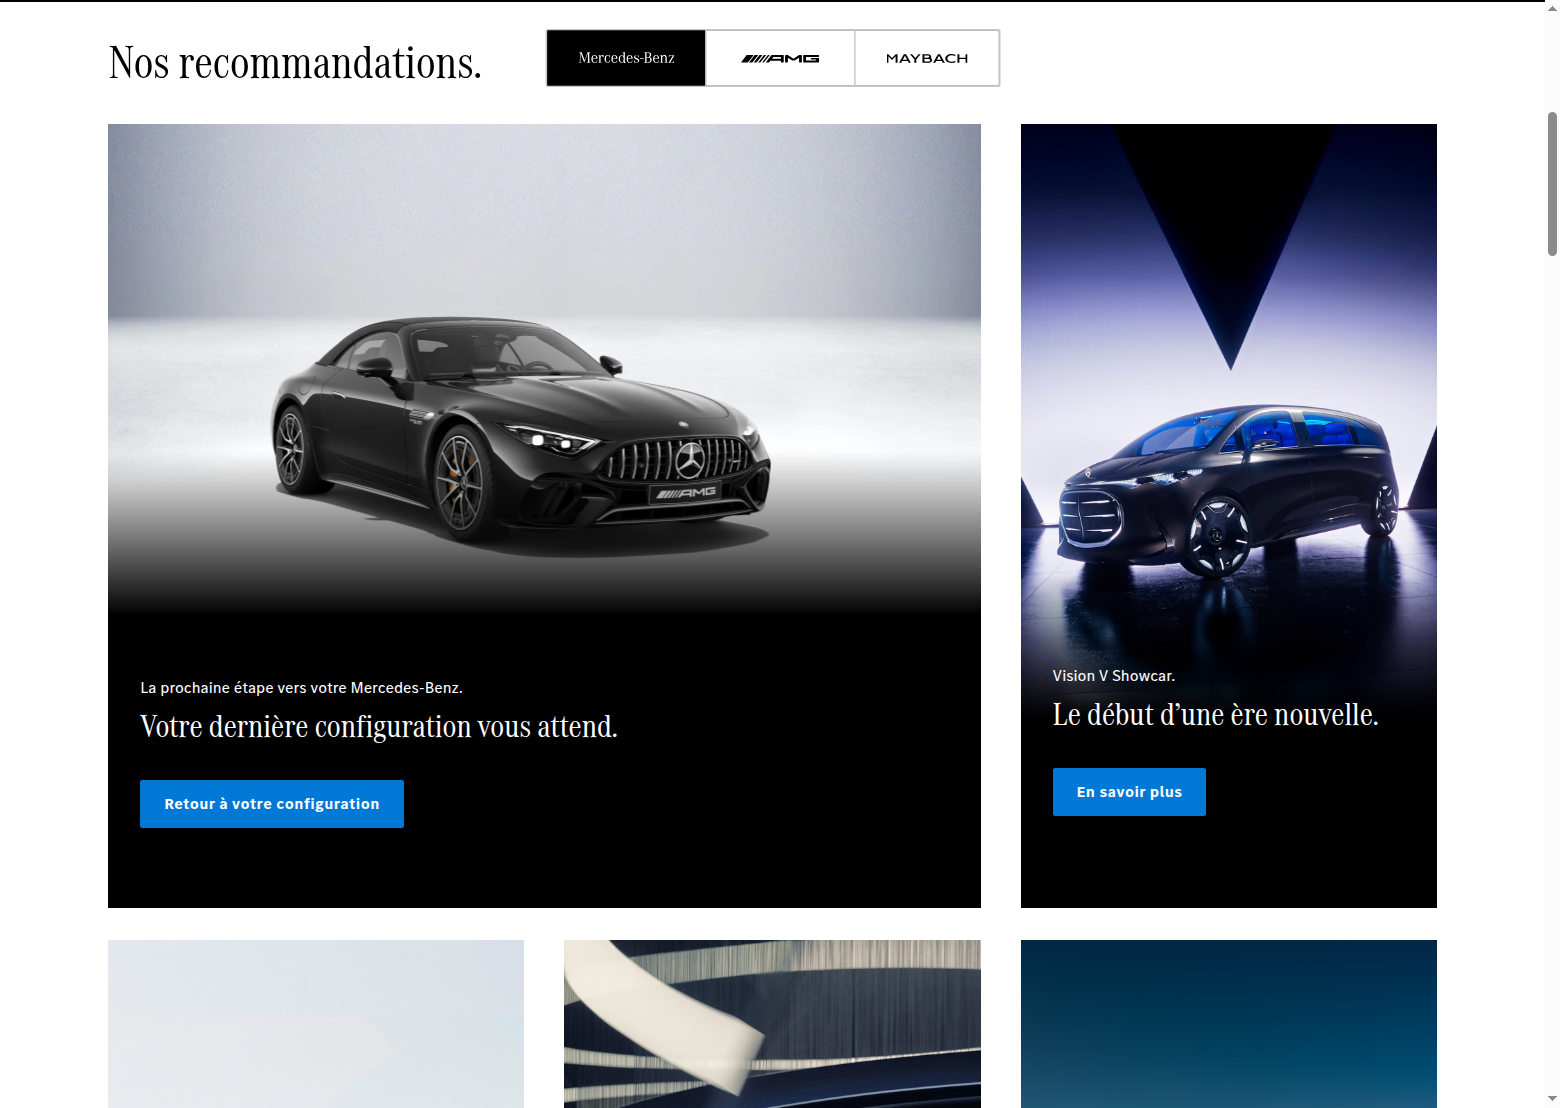 Nos recommandations.
Mercedes-Benz
AMG
MAYBACH
AMG
La prochaine étape vers votre Mercedes-Benz.
Votre dernière configuration vous attend.
Retour à votre configuration
Vision V Showcar.
Le début d’une ère nouvelle.
En savoir plus